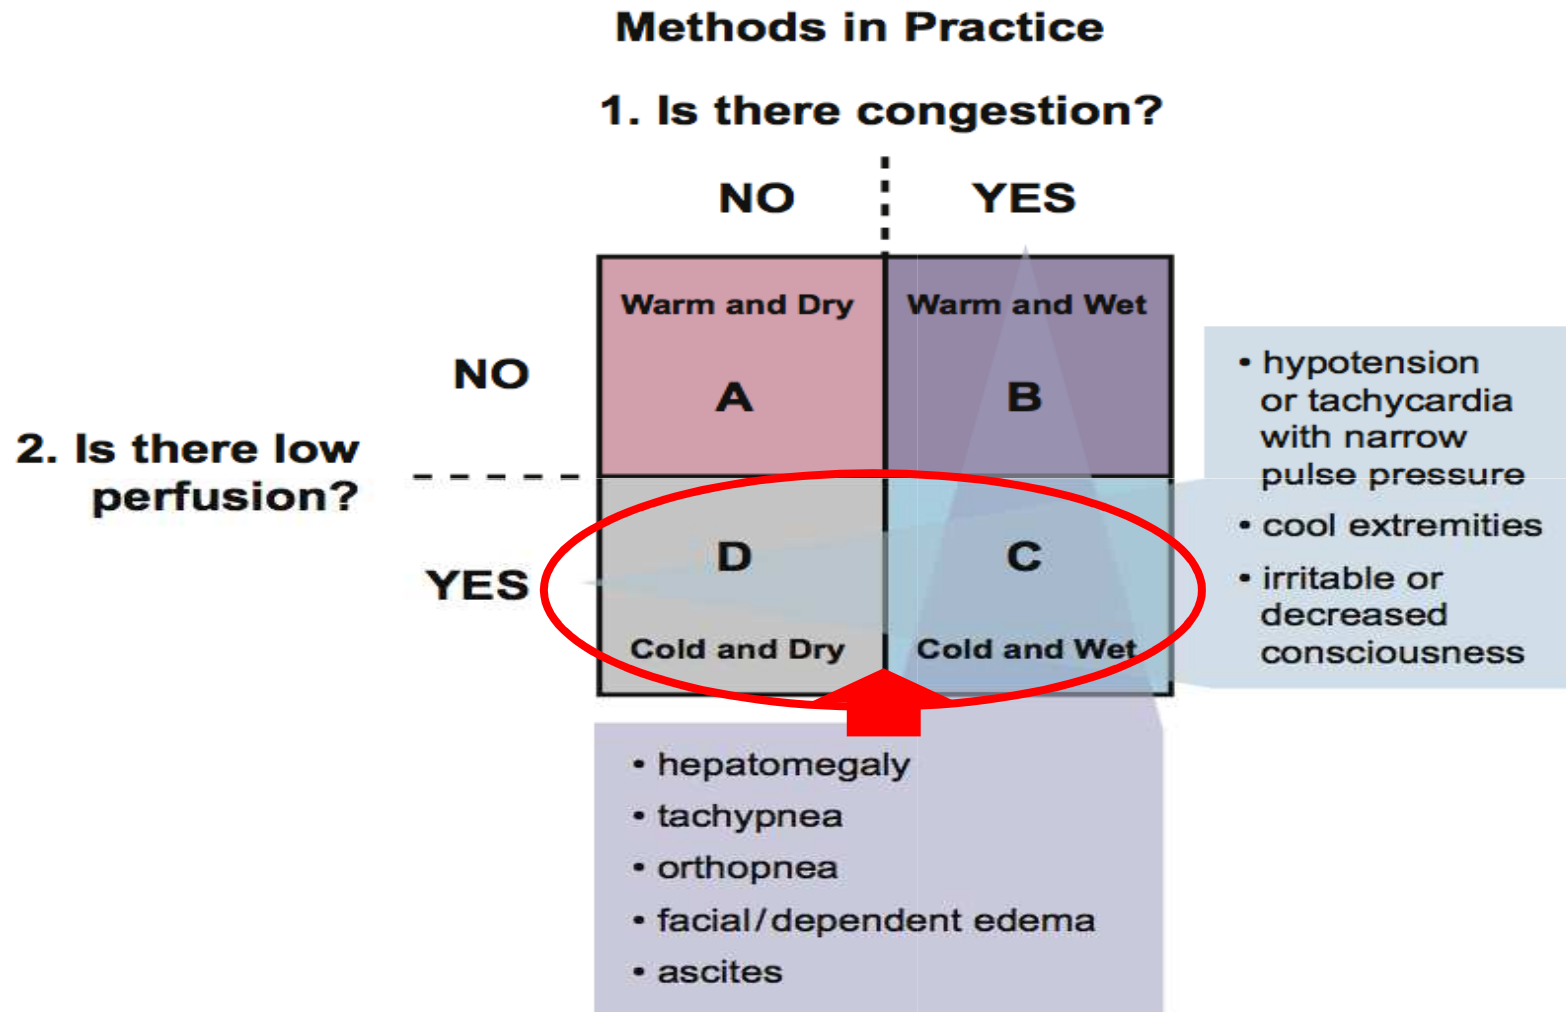 Methods in Practice
1. Is there congestion?
NO
YES
Warm and Dry
Warm and Wet
NO
A
B
2. Is there low
perfusion?
YES
D
C
Cold and Dry
Cold and Wet
• hypotension
or tachycardia
with narrow
pulse pressure
• cool extremities
• irritable or
decreased
consciousness
• hepatomegaly
• tachypnea
• orthopnea
• facial/dependent edema
• ascites